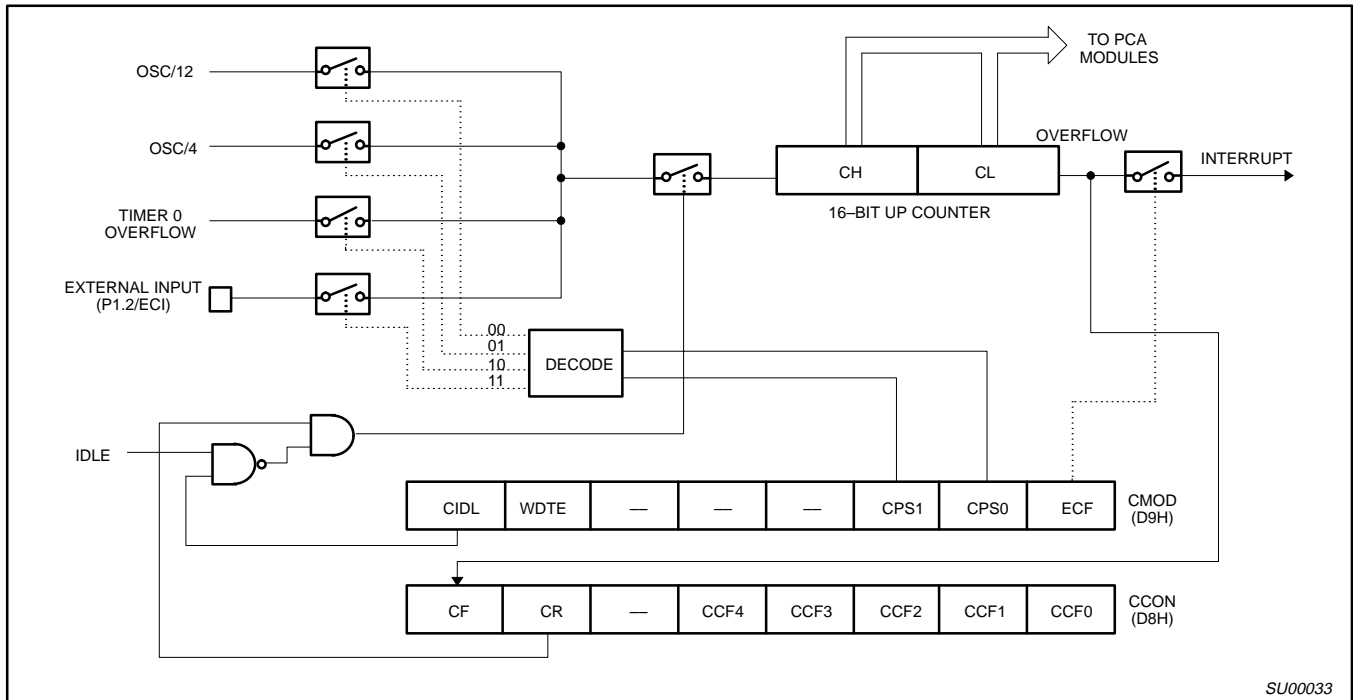 TO PCA
MODULES
OSC/12
OSC/4
OVERFLOW
INTERRUPT
CH
CL
16–BIT UP COUNTER
TIMER 0
OVERFLOW
EXTERNAL INPUT
(P1.2/ECI)
00
01
10
11
DECODE
IDLE
CIDL
WDTE
––
––
––
CPS1
CPS0
ECF
CMOD
(D9H)
CF
CR
––
CCF4
CCF3
CCF2
CCF1
CCF0
CCON
(D8H)
SU00033